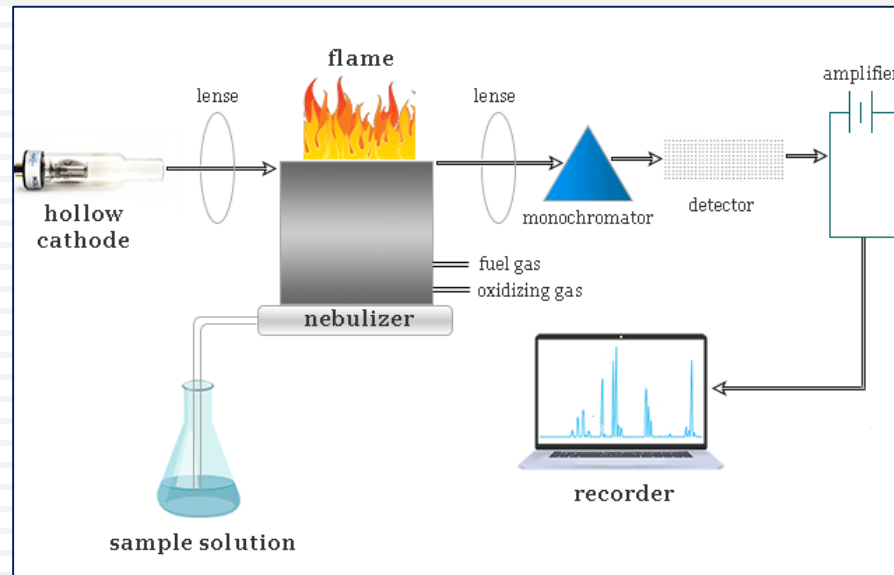 flame
amplifier
lense
lense
hollow
cathode
monochromator
detector
fuel gas
oxidizing gas
nebulizer
recorder
sample solution